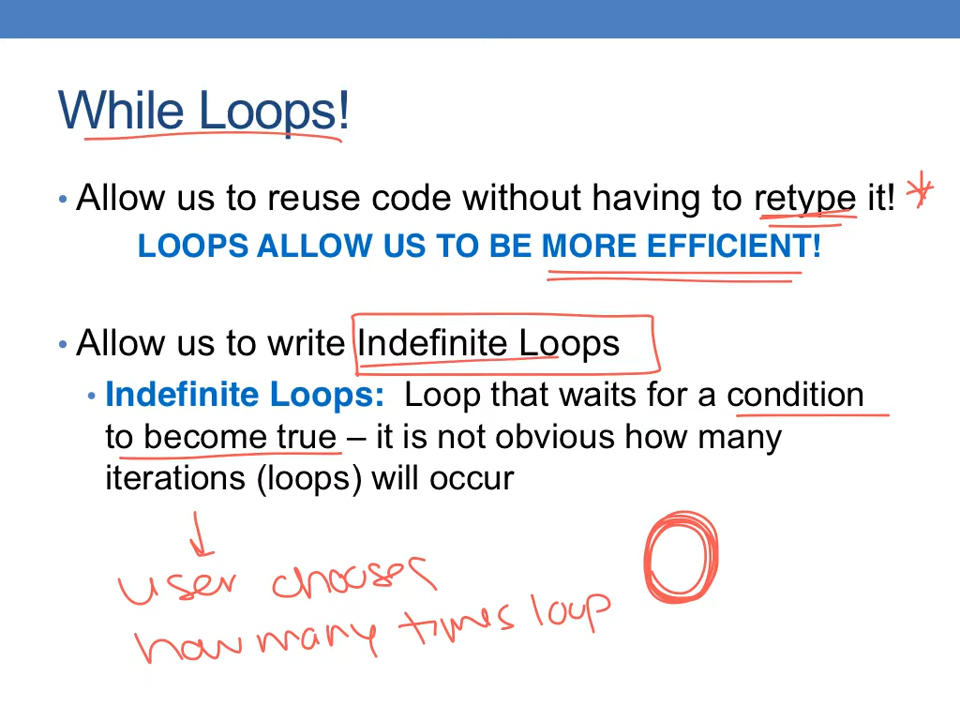 While Loops!
• Allow us to reuse code without having to retype it! *
LOOPS ALLOW US TO BE MORE EFFICIENT!
• Allow us to write Indefinite Loops
• Indefinite Loops: Loop that waits for a condition
to become true – it is not obvious how many
iterations (loops) will occur
user chooses
how many times loop